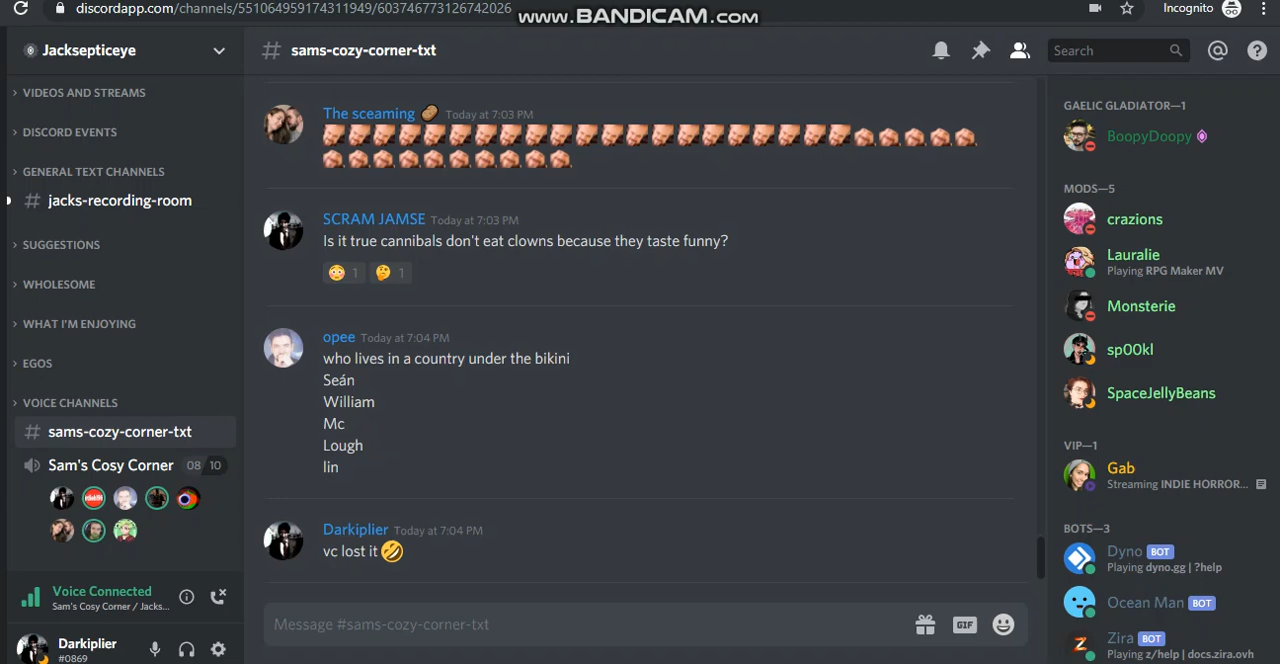 discordapp.com/channels/551064959174311949/603746773126742026
www.BANDICAM.com
Incognito
Jacksepticeye
# sams-cozy-corner-txt
Search
VIDEOS AND STREAMS
DISCORD EVENTS
GENERAL TEXT CHANNELS
# jacks-recording-room
SUGGESTIONS
WHOLESOME
WHAT I'M ENJOYING
EGOS
VOICE CHANNELS
# sams-cozy-corner-txt
Sam's Cosy Corner 08 10
Voice Connected
Sam's Cosy Corner / Jacks...
Darkiplier
#0869
The sceaming 🥔 Today at 7:03 PM
SCRAM JAMSE Today at 7:03 PM
Is it true cannibals don't eat clowns because they taste funny?
😳 1 🤔 1
opee Today at 7:04 PM
who lives in a country under the bikini
Seán
William
Mc
Lough
lin
Darkiplier Today at 7:04 PM
vc lost it 🤣
Message #sams-cozy-corner-txt
GIF
GAELIC GLADIATOR—1
BoopyDoopy
MODS—5
crazions
Lauralie
Playing RPG Maker MV
Monsterie
sp00kl
SpaceJellyBeans
VIP—1
Gab
Streaming INDIE HORROR...
BOTS—3
Dyno BOT
Playing dyno.gg | ?help
Ocean Man BOT
Zira BOT
Playing z/help | docs.zira.ovh